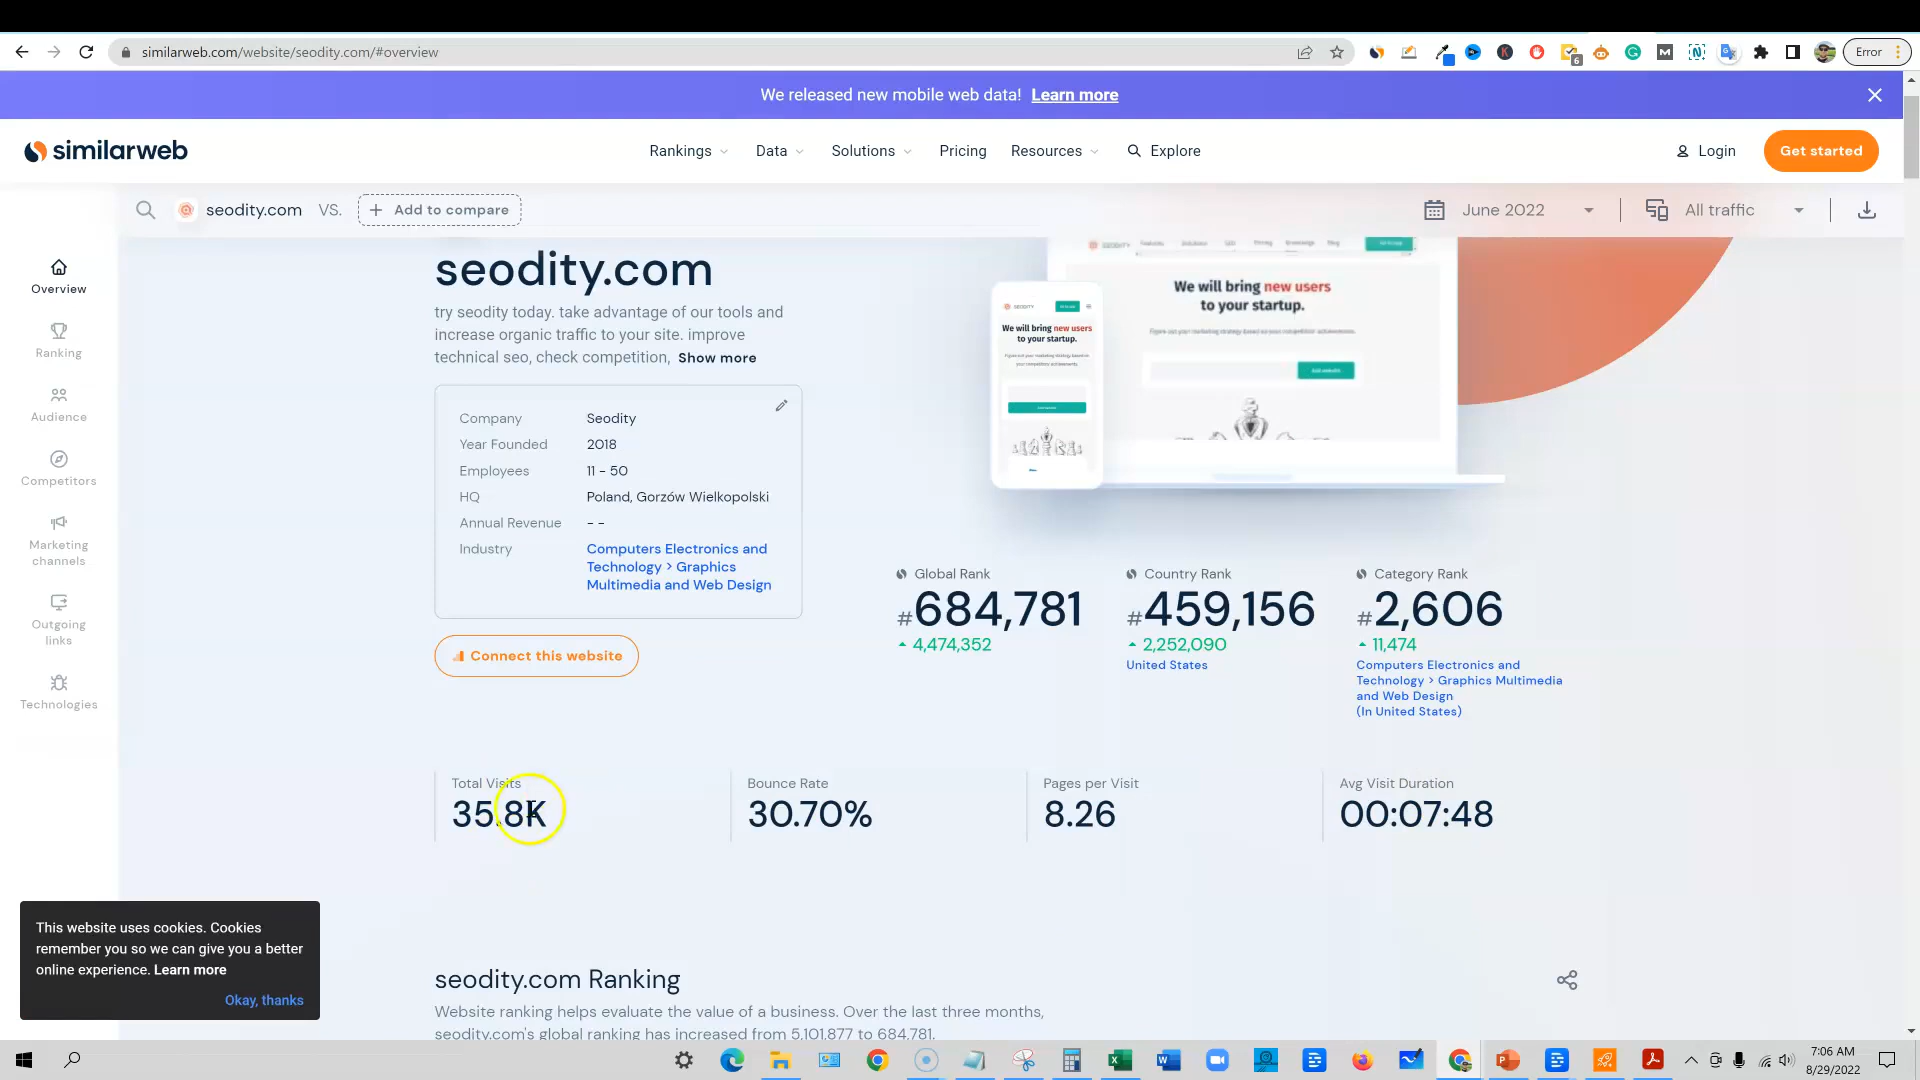 similarweb.com/website/seodity.com/#overview
Error
We released new mobile web data! Learn more
similarweb
Rankings
Data
Solutions
Pricing
Resources
Explore
Login
Get started
seodity.com VS. + Add to compare
June 2022
All traffic
Overview
Ranking
Audience
Competitors
Marketing
channels
Outgoing
links
Technologies
seodity.com
try seodity today. take advantage of our tools and
increase organic traffic to your site. improve
technical seo, check competition, Show more
Company Seodity
Year Founded 2018
Employees 11 - 50
HQ Poland, Gorzów Wielkopolski
Annual Revenue - -
Industry Computers Electronics and
Technology > Graphics
Multimedia and Web Design
Connect this website
SEODITY
We will bring new users
to your startup.
SEODITY
We will bring new users
to your startup.
Global Rank
#684,781
4,474,352
Country Rank
#459,156
2,252,090
United States
Category Rank
#2,606
11,474
Computers Electronics and
Technology > Graphics Multimedia
and Web Design
(In United States)
Total Visits
35.8K
Bounce Rate
30.70%
Pages per Visit
8.26
Avg Visit Duration
00:07:48
This website uses cookies. Cookies
remember you so we can give you a better
online experience. Learn more
Okay, thanks
seodity.com Ranking
Website ranking helps evaluate the value of a business. Over the last three months,
seodity.com's global ranking has increased from 5,101,877 to 684,781.
7:06 AM
8/29/2022